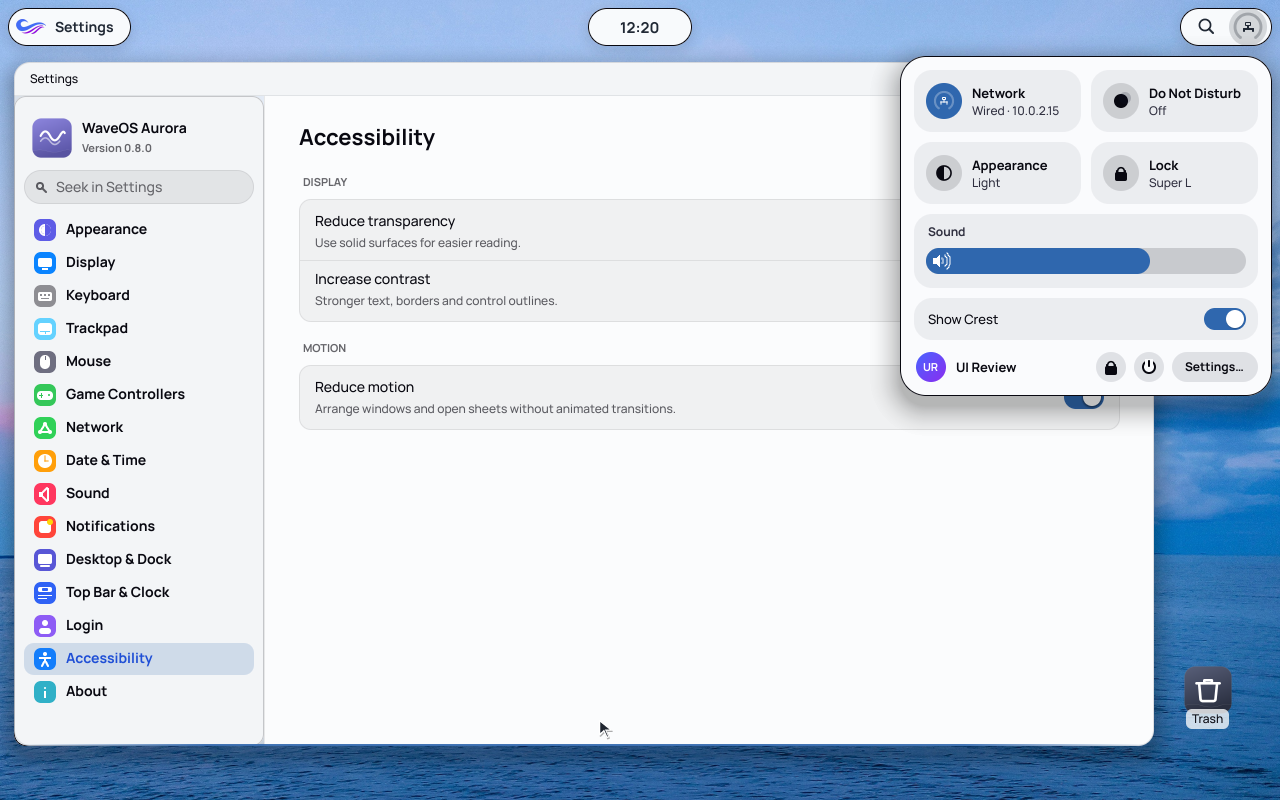 Settings
12:20
Settings
WaveOS Aurora
Version 0.8.0
Seek in Settings
Appearance
Display
Keyboard
Trackpad
Mouse
Game Controllers
Network
Date & Time
Sound
Notifications
Desktop & Dock
Top Bar & Clock
Login
Accessibility
About
Accessibility
DISPLAY
Reduce transparency
Use solid surfaces for easier reading.
Increase contrast
Stronger text, borders and control outlines.
MOTION
Reduce motion
Arrange windows and open sheets without animated transitions.
Network
Wired · 10.0.2.15
Do Not Disturb
Off
Appearance
Light
Lock
Super L
Sound
Show Crest
UR
UI Review
Settings...
Trash